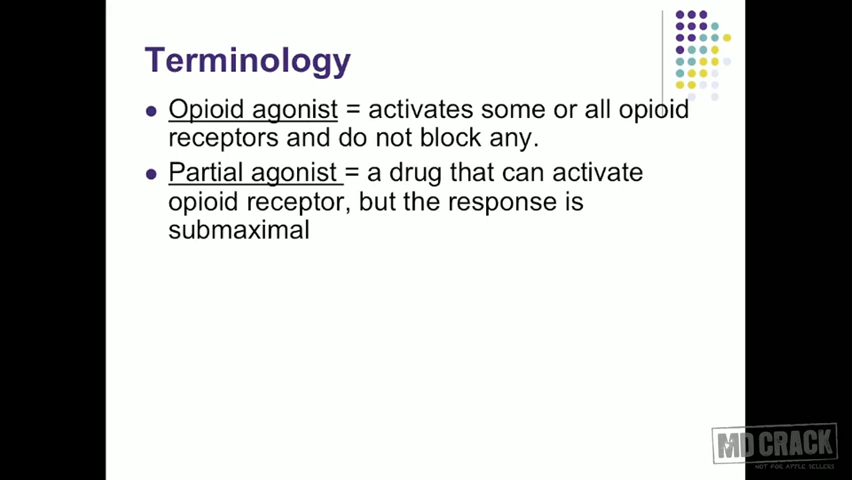 Terminology
Opioid agonist = activates some or all opioid
receptors and do not block any.
Partial agonist = a drug that can activate
opioid receptor, but the response is
submaximal
MD CRACK
NOT FOR APPLE SELLERS